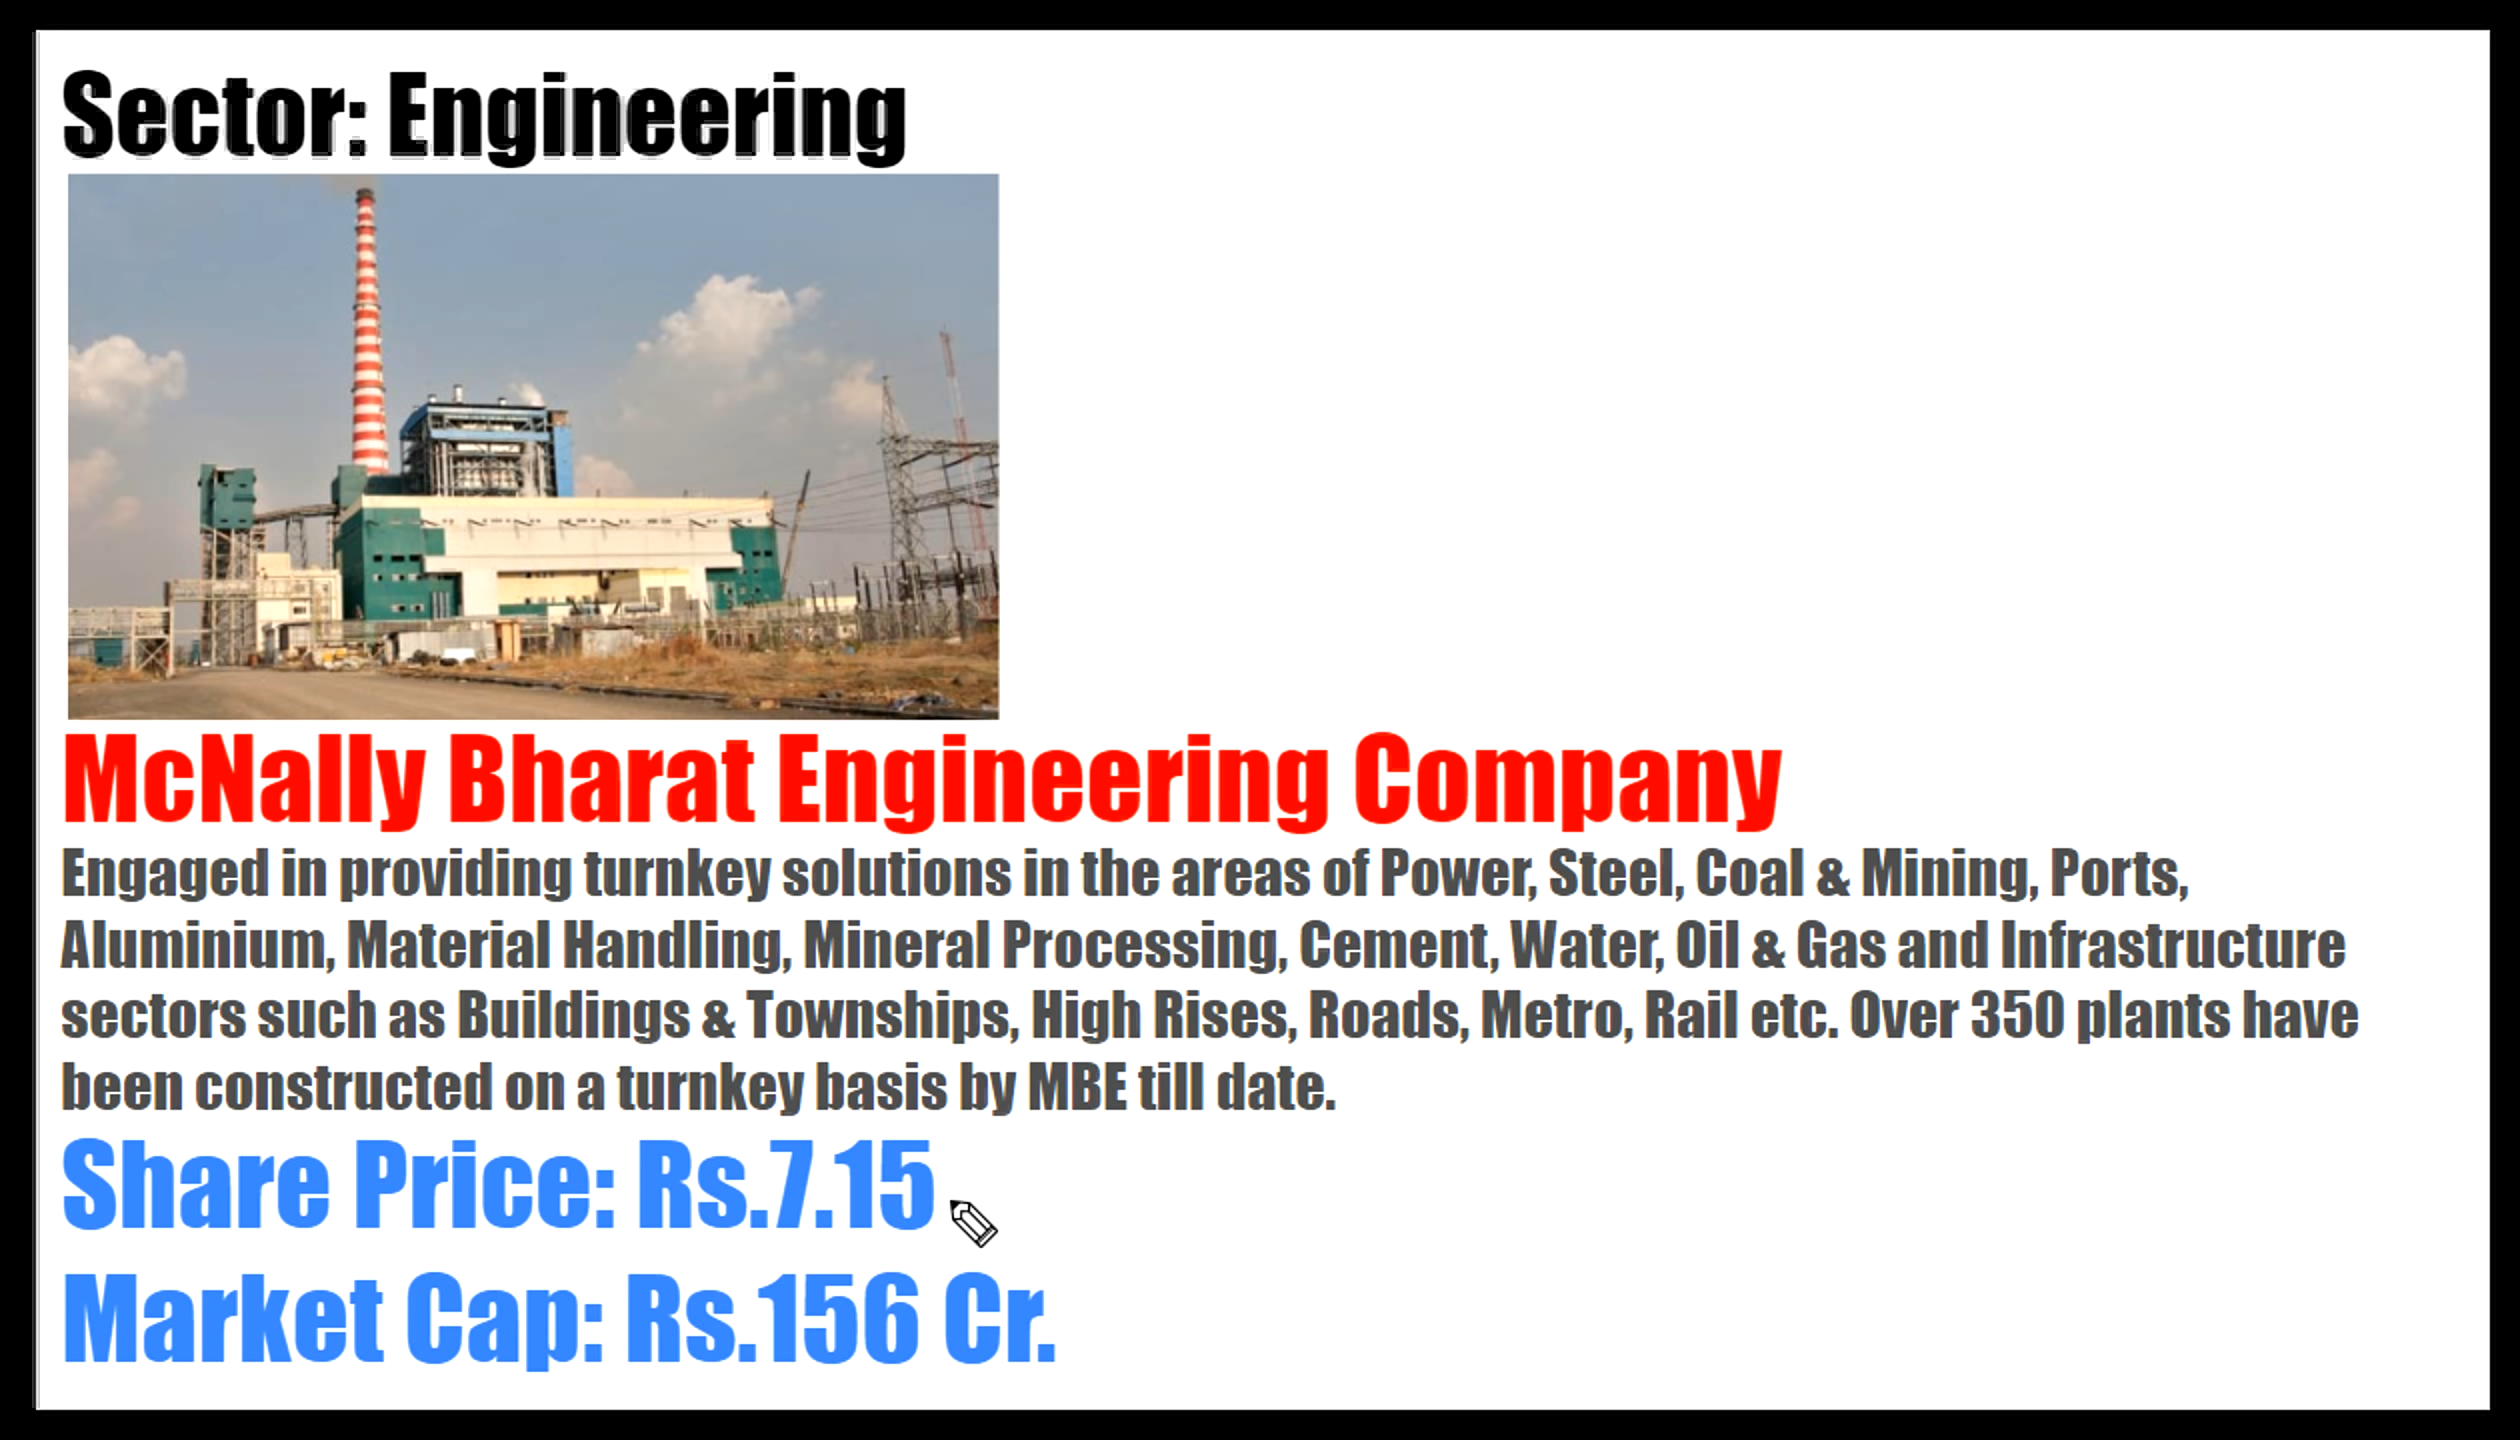 Sector: Engineering
McNally Bharat Engineering Company
Engaged in providing turnkey solutions in the areas of Power, Steel, Coal & Mining, Ports,
Aluminium, Material Handling, Mineral Processing, Cement, Water, Oil & Gas and Infrastructure
sectors such as Buildings & Townships, High Rises, Roads, Metro, Rail etc. Over 350 plants have
been constructed on a turnkey basis by MBE till date.
Share Price: Rs.7.15
Market Cap: Rs.156 Cr.